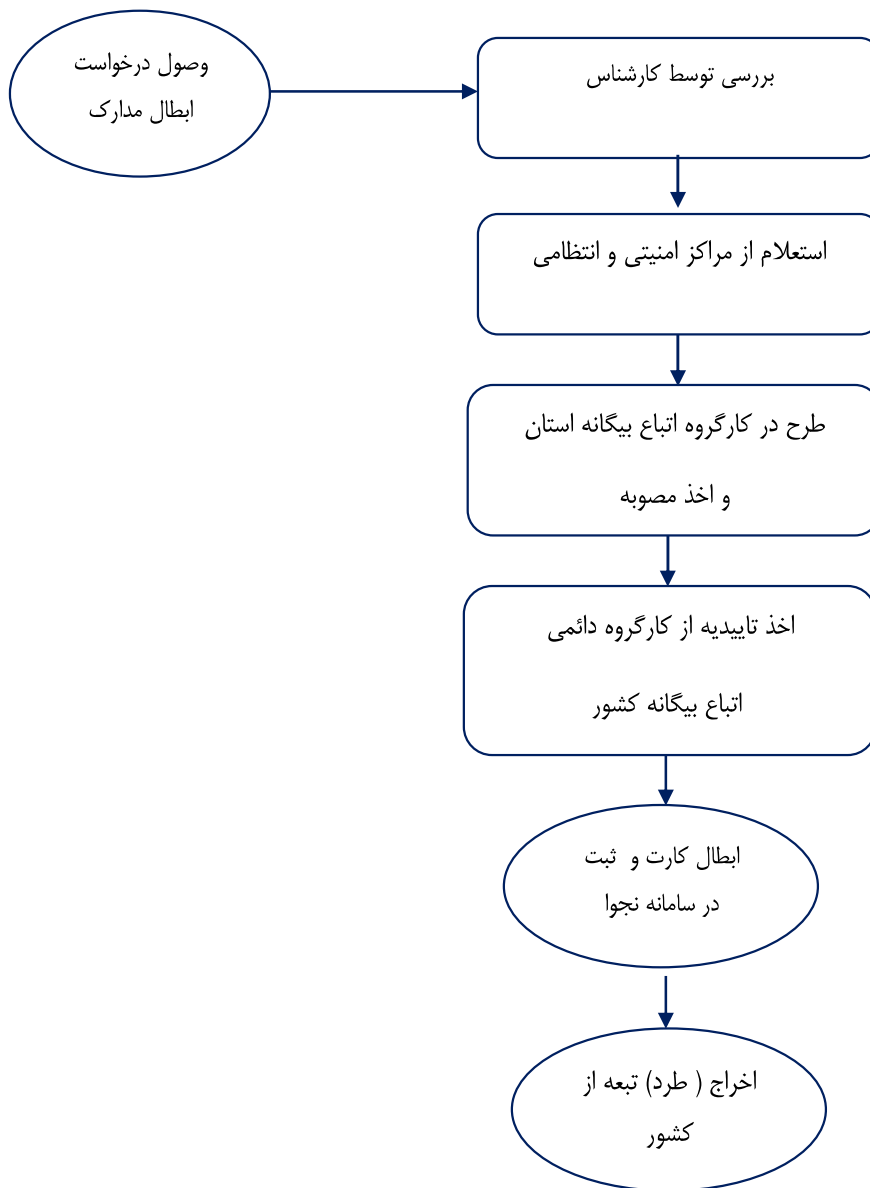 وصول درخواست
ابطال مدارک
بررسی توسط کارشناس
استعلام از مراکز امنیتی و انتظامی
طرح در کارگروه اتباع بیگانه استان
و اخذ مصوبه
اخذ تاییدیه از کارگروه دائمی
اتباع بیگانه کشور
ابطال کارت و ثبت
در سامانه نجوا
اخراج ( طرد) تبعه از
کشور